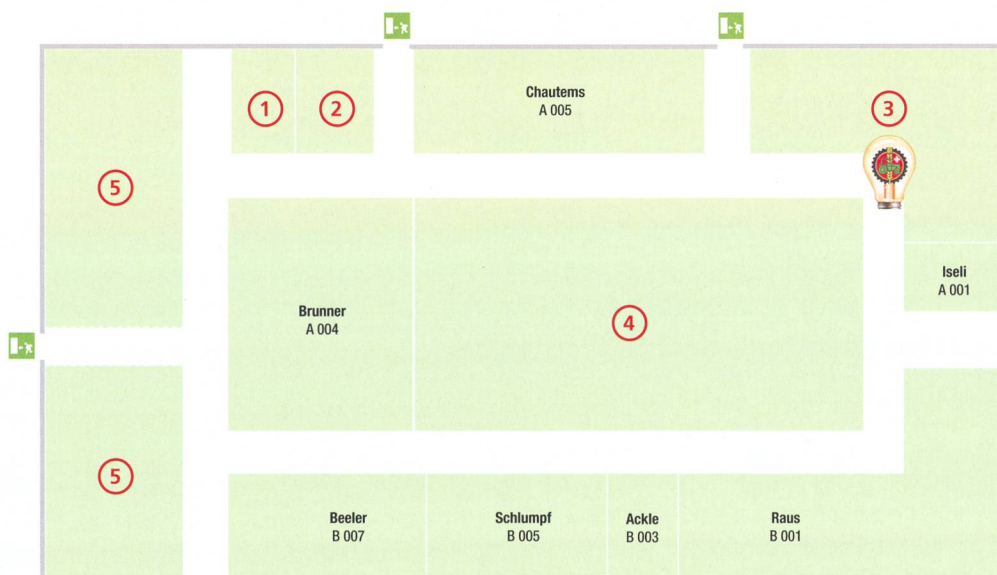 1
2
Chautems
A 005
3
5
Iseli
A 001
Brunner
A 004
4
5
Beeler
B 007
Schlumpf
B 005
Ackle
B 003
Raus
B 001